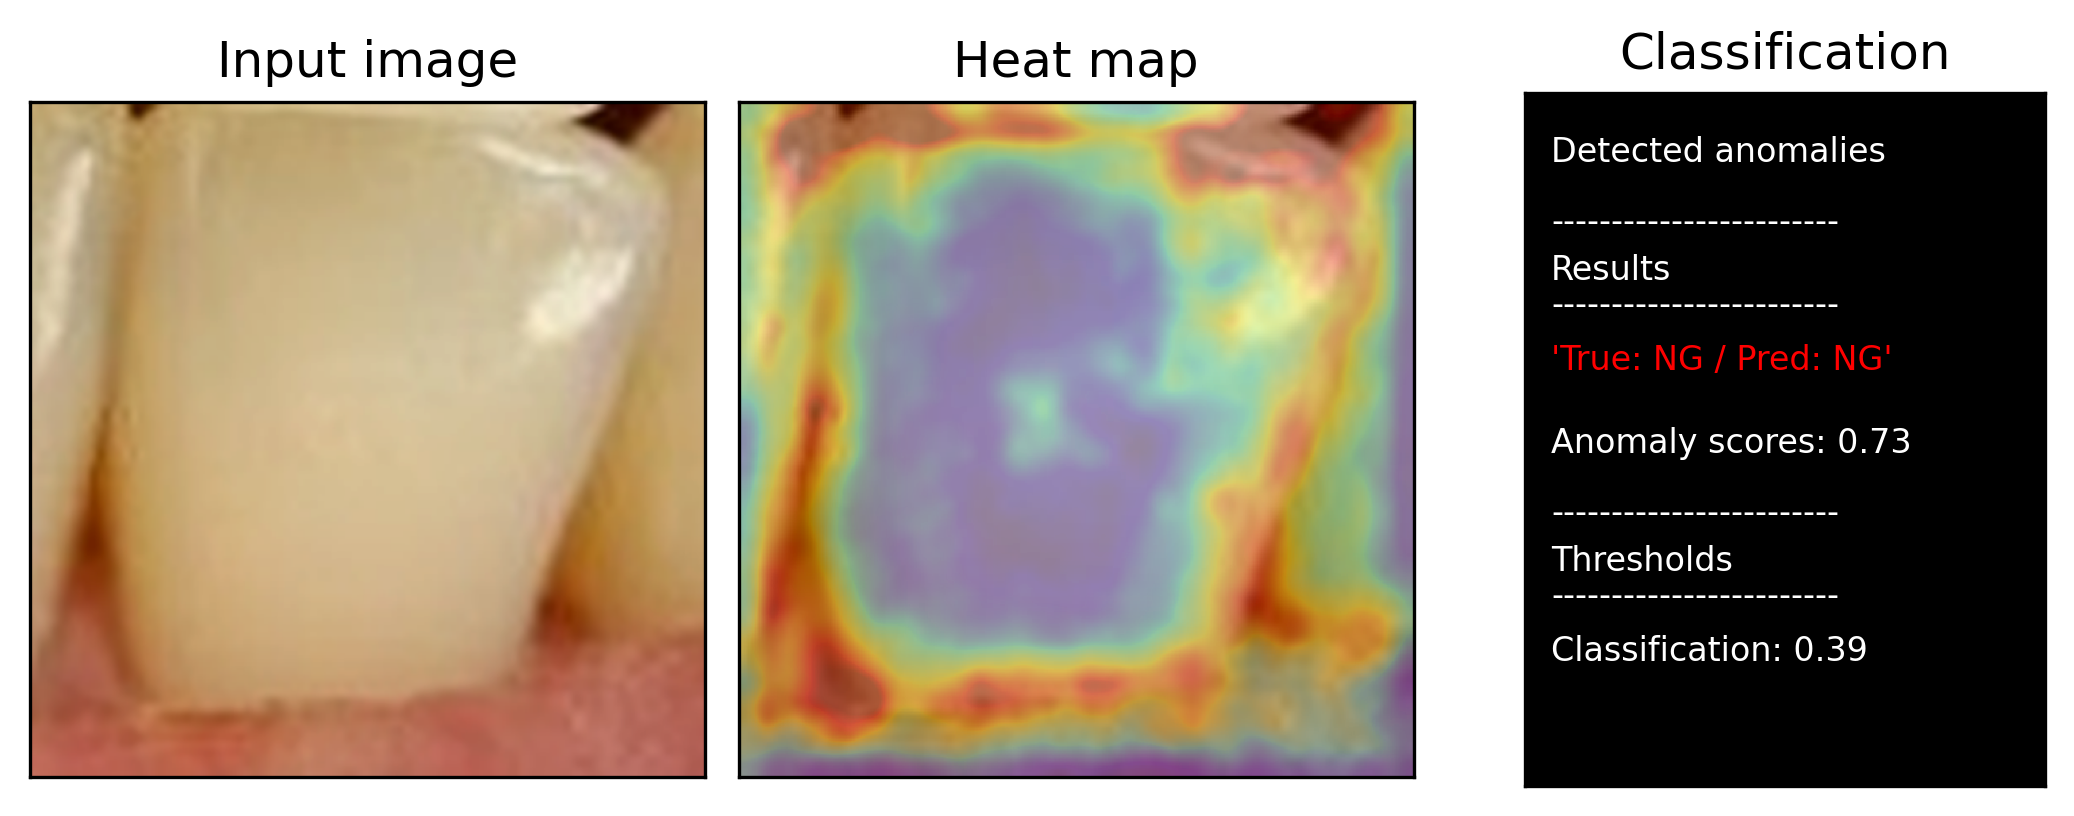 Input image
Heat map
Classification
Detected anomalies
------------------------
Results
------------------------
'True: NG / Pred: NG'
Anomaly scores: 0.73
------------------------
Thresholds
------------------------
Classification: 0.39